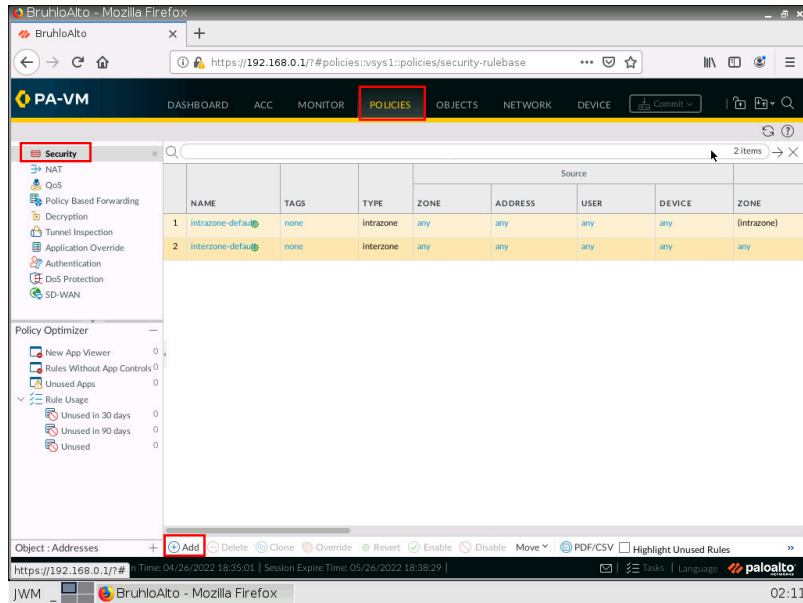 BruhloAlto - Mozilla Firefox
BruhloAlto
https://192.168.0.1/?#policies::vsys1::policies/security-rulebase
PA-VM
DASHBOARD ACC MONITOR POLICIES OBJECTS NETWORK DEVICE Commit
Security
NAT
QoS
Policy Based Forwarding
Decryption
Tunnel Inspection
Application Override
Authentication
DoS Protection
SD-WAN
2 items
Source
NAME TAGS TYPE ZONE ADDRESS USER DEVICE ZONE
1 intrazone-default none intrazone any any any any (intrazone)
2 interzone-default none interzone any any any any any
Policy Optimizer
New App Viewer 0
Rules Without App Controls 0
Unused Apps 0
Rule Usage
Unused in 30 days 0
Unused in 90 days 0
Unused 0
Object : Addresses +
Add Delete Clone Override Revert Enable Disable Move PDF/CSV Highlight Unused Rules »
https://192.168.0.1/?# n Time: 04/26/2022 18:35:01 | Session Expire Time: 05/26/2022 18:38:29 | Tasks | Language paloalto NETWORKS
JWM _ BruhloAlto - Mozilla Firefox 02:11